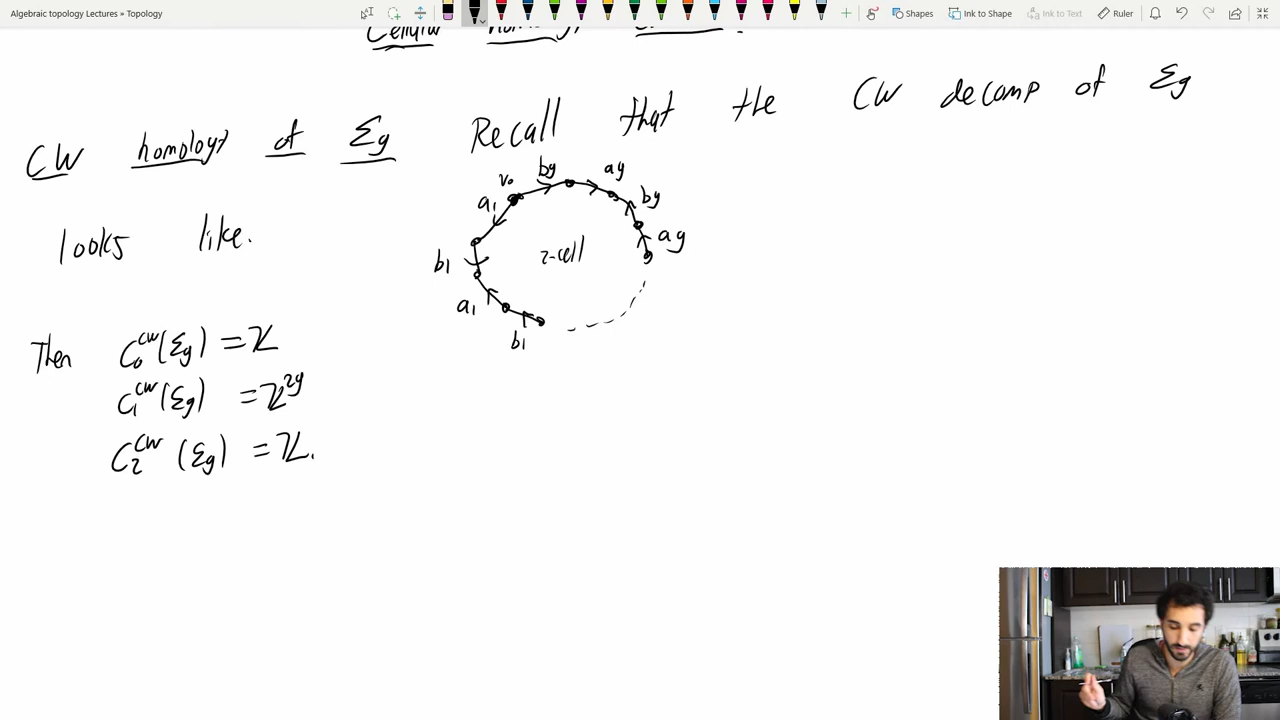 Algebraic topology Lectures » Topology
Shapes Ink to Shape Ink to Text Ruler
CW homology of Σg Recall that the CW decomp of Σg
looks like.
v₀ bg ag
a₁ bg
b₁ 2-cell ag
a₁
b₁
Then C₀^CW(Σg) = ℤ
C₁^CW(Σg) = ℤ^2g
C₂^CW(Σg) = ℤ.